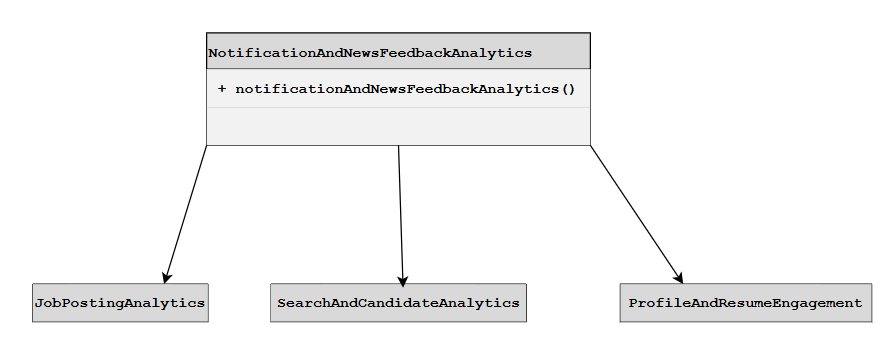 NotificationAndNewsFeedbackAnalytics
+ notificationAndNewsFeedbackAnalytics()
JobPostingAnalytics
SearchAndCandidateAnalytics
ProfileAndResumeEngagement